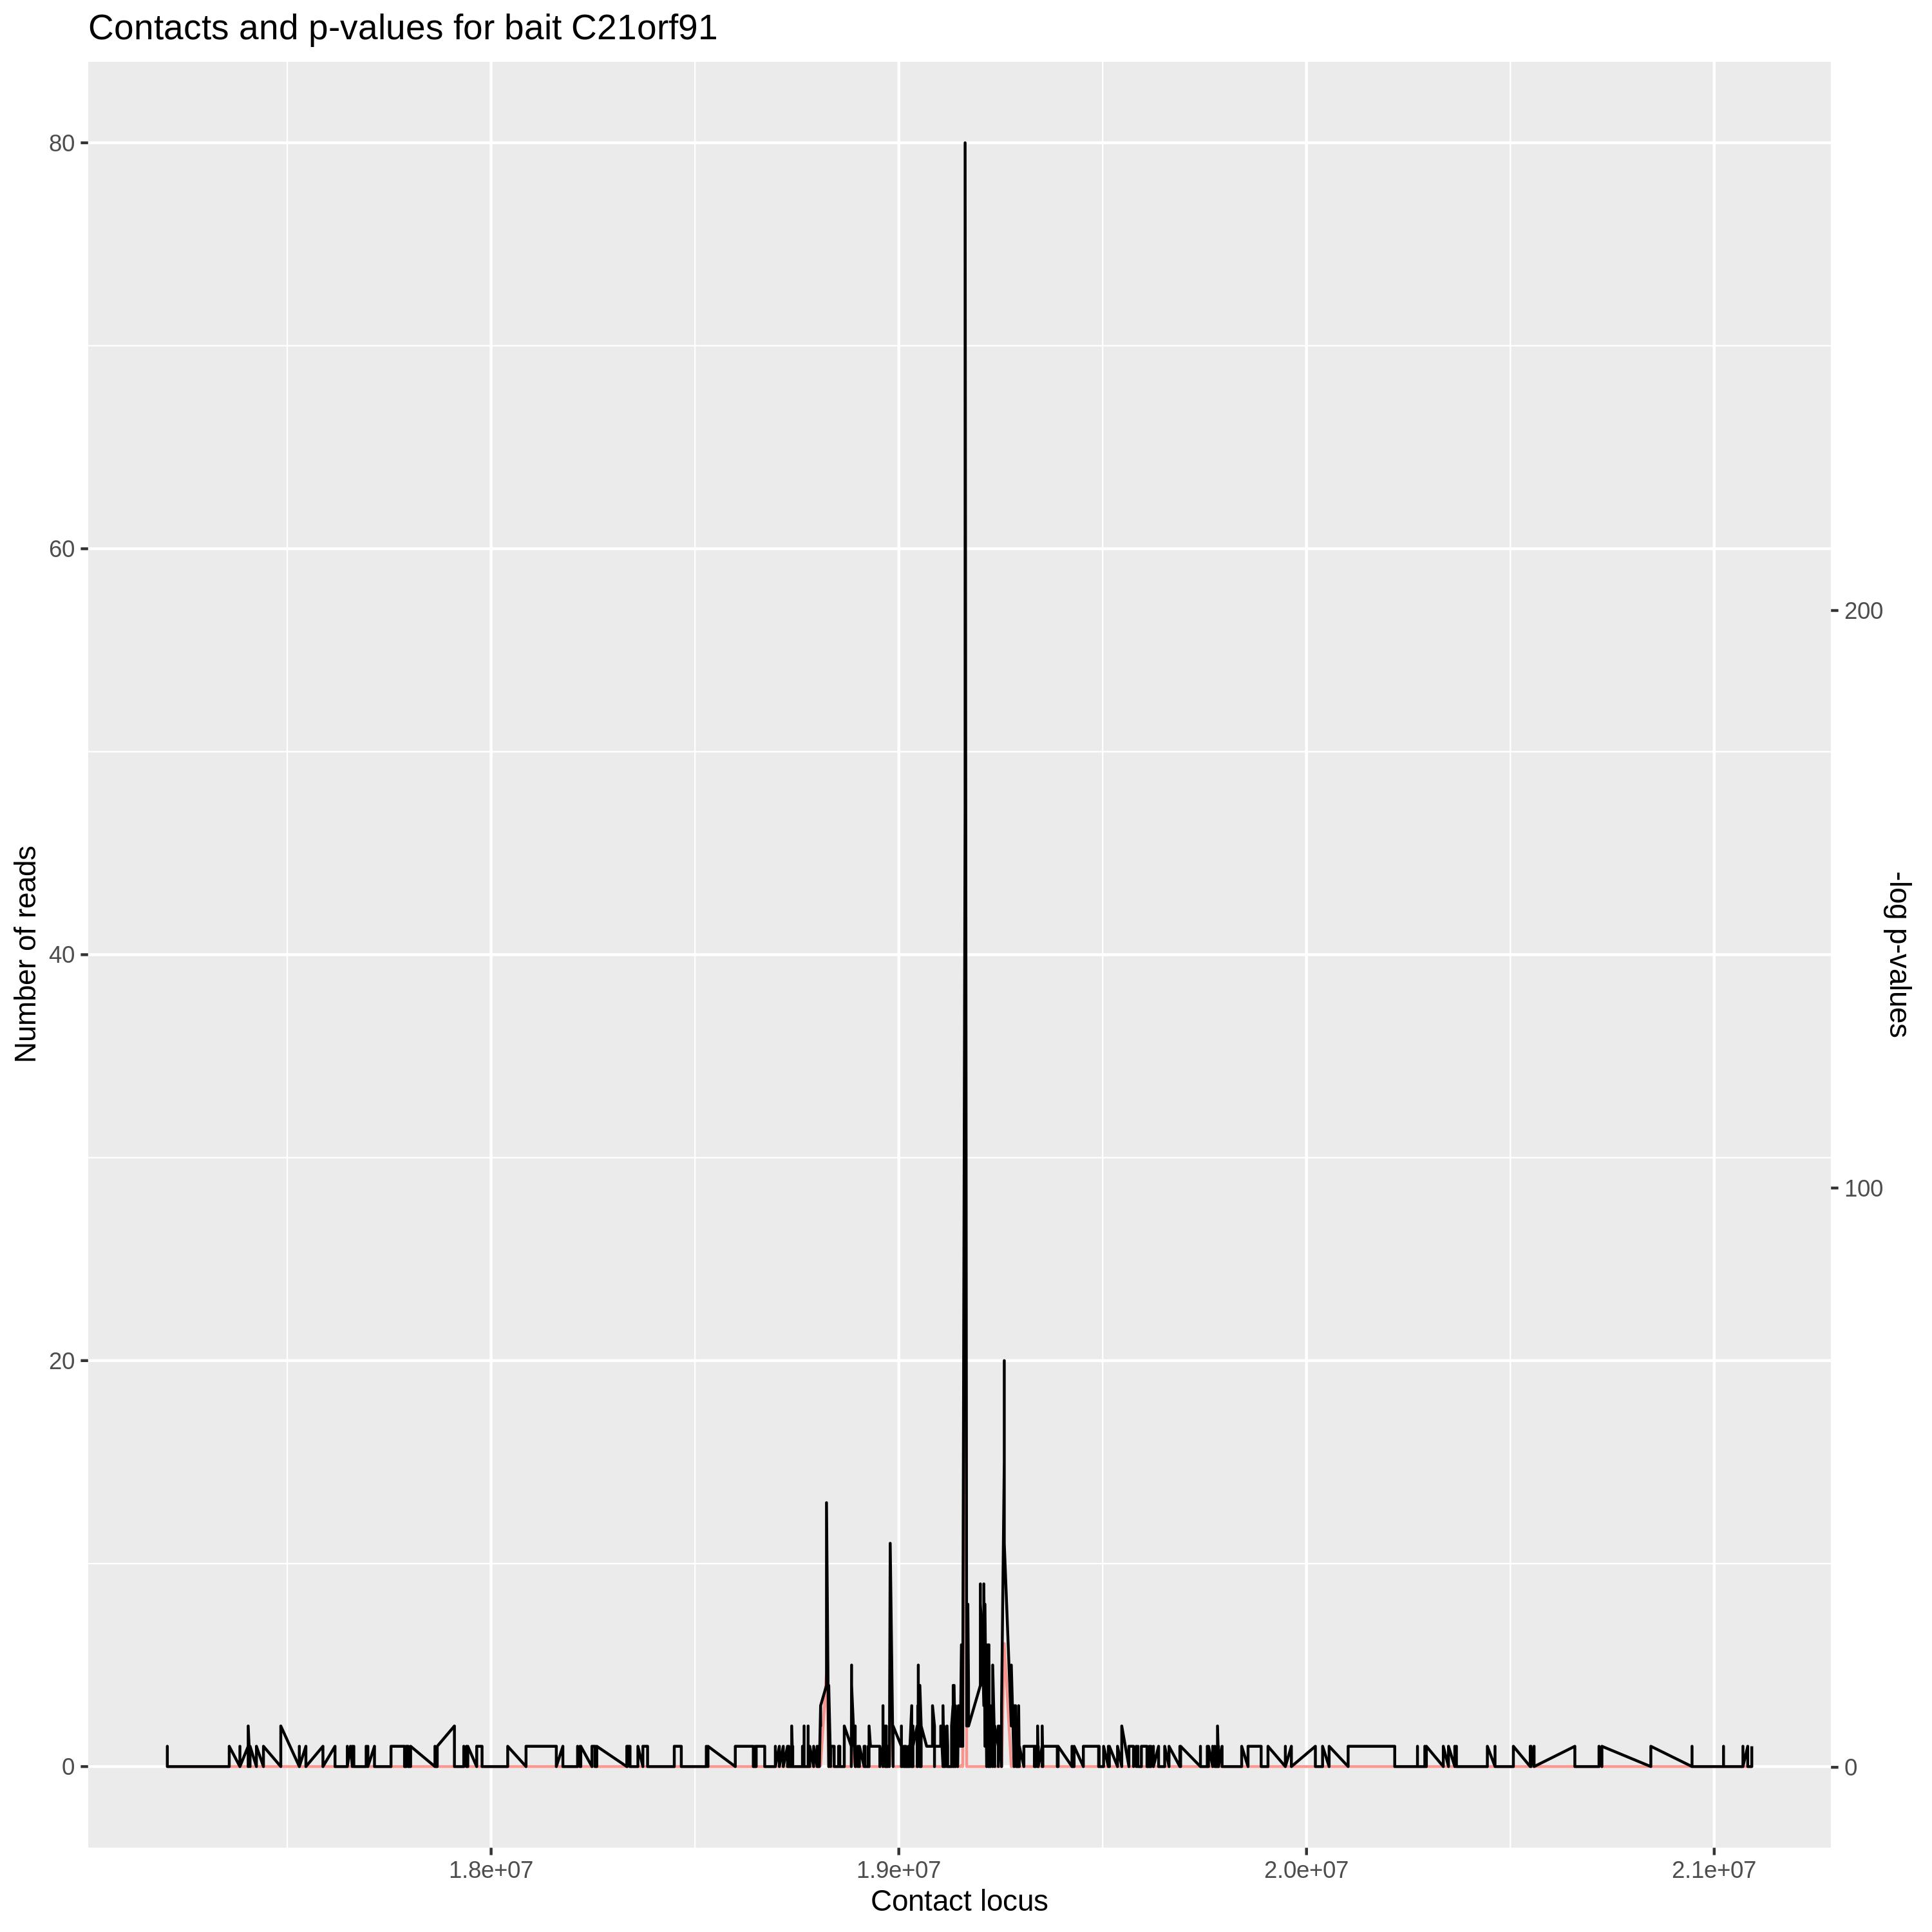 Contacts and p-values for bait C21orf91
80
60
40
20
0
Number of reads
200
100
0
-log p-values
1.8e+07
1.9e+07
2.0e+07
2.1e+07
Contact locus